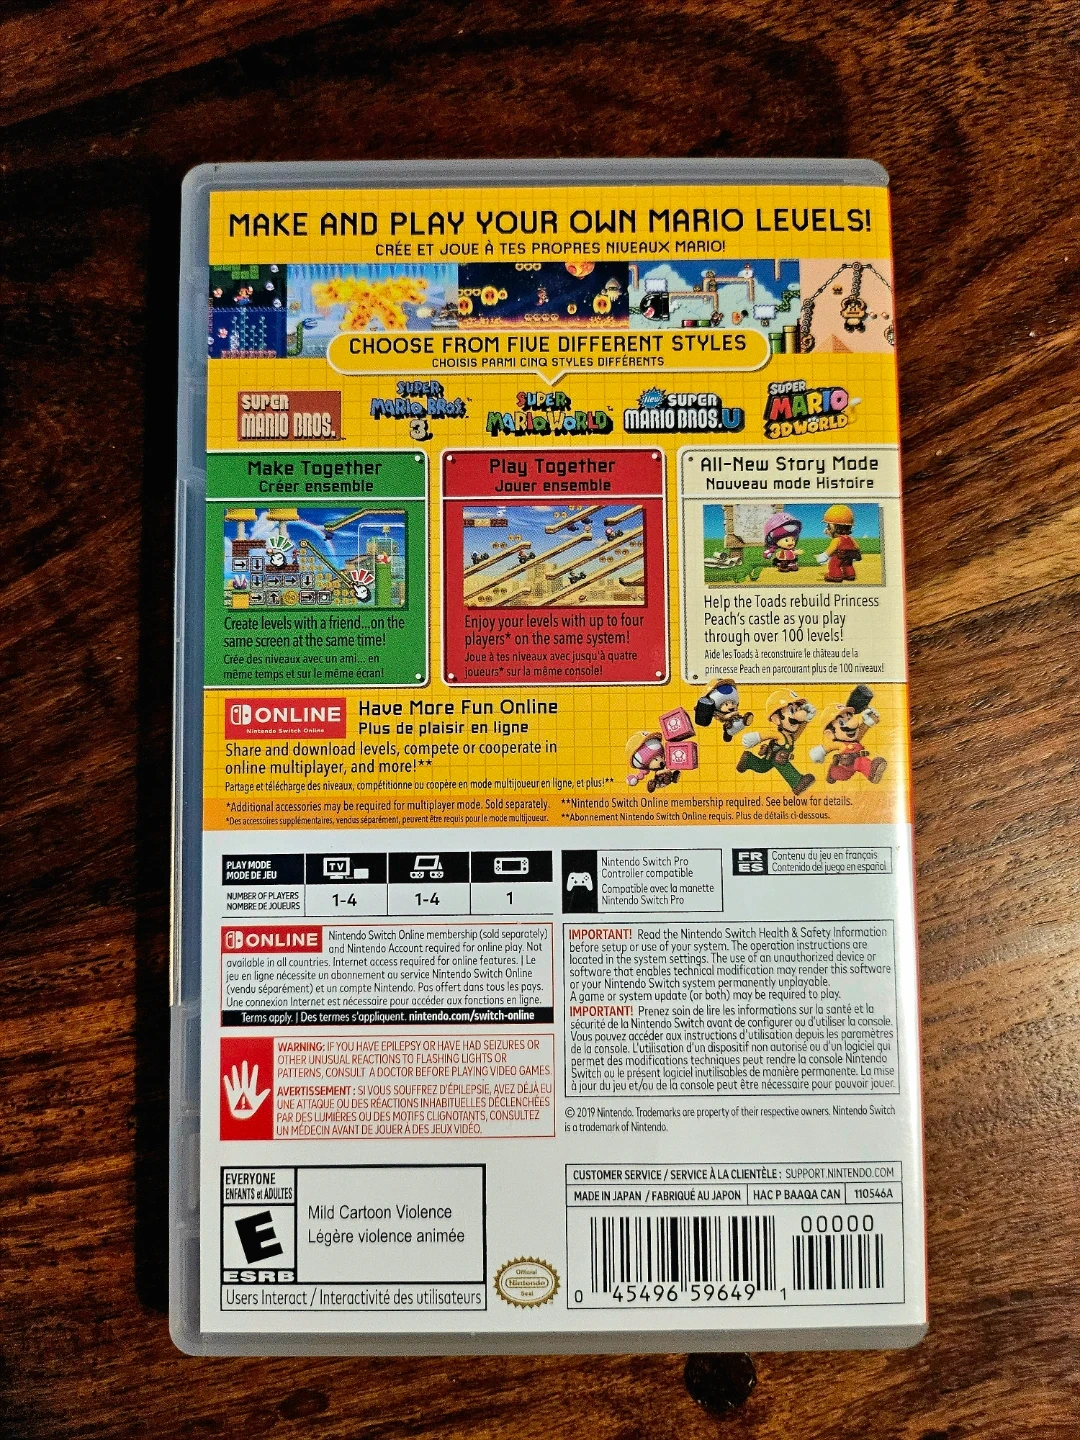 MAKE AND PLAY YOUR OWN MARIO LEVELS!
CRÉE ET JOUE À TES PROPRES NIVEAUX MARIO!
CHOOSE FROM FIVE DIFFERENT STYLES
CHOISIS PARMI CINQ STYLES DIFFÉRENTS
SUPER MARIO BROS.™
SUPER MARIO BROS. 3™
SUPER MARIO WORLD™
New SUPER MARIO BROS. U
SUPER MARIO 3D WORLD™
Make Together
Créer ensemble
Create levels with a friend...on the
same screen at the same time!
Crée des niveaux avec un ami... en
même temps et sur le même écran!
Play Together
Jouer ensemble
Enjoy your levels with up to four
players* on the same system!
Joue à tes niveaux avec jusqu'à quatre
joueurs* sur la même console!
All-New Story Mode
Nouveau mode Histoire
Help the Toads rebuild Princess
Peach's castle as you play
through over 100 levels!
Aide les Toads à reconstruire le château de la
princesse Peach en parcourant plus de 100 niveaux!
ONLINE
Nintendo Switch Online
Have More Fun Online
Plus de plaisir en ligne
Share and download levels, compete or cooperate in
online multiplayer, and more!**
Partage et télécharge des niveaux, compétitionne ou coopère en mode multijoueur en ligne, et plus!**
*Additional accessories may be required for multiplayer mode. Sold separately.
*Des accessoires supplémentaires, vendus séparément, peuvent être requis pour le mode multijoueur.
**Nintendo Switch Online membership required. See below for details.
**Abonnement Nintendo Switch Online requis. Plus de détails ci-dessous.
PLAY MODE
MODE DE JEU
TV
NUMBER OF PLAYERS
NOMBRE DE JOUEURS
1-4
1-4
1
Nintendo Switch Pro
Controller compatible
Compatible avec la manette
Nintendo Switch Pro
FR
ES
Contenu du jeu en français
Contenido del juego en español
ONLINE
Nintendo Switch Online membership (sold separately)
and Nintendo Account required for online play. Not
available in all countries. Internet access required for online features. | Le
jeu en ligne nécessite un abonnement au service Nintendo Switch Online
(vendu séparément) et un compte Nintendo. Pas offert dans tous les pays.
Une connexion Internet est nécessaire pour accéder aux fonctions en ligne.
Terms apply. | Des termes s'appliquent. nintendo.com/switch-online
WARNING: IF YOU HAVE EPILEPSY OR HAVE HAD SEIZURES OR
OTHER UNUSUAL REACTIONS TO FLASHING LIGHTS OR
PATTERNS, CONSULT A DOCTOR BEFORE PLAYING VIDEO GAMES.
AVERTISSEMENT : SI VOUS SOUFFREZ D'ÉPILEPSIE, AVEZ DÉJÀ EU
UNE ATTAQUE OU DES RÉACTIONS INHABITUELLES DÉCLENCHÉES
PAR DES LUMIÈRES OU DES MOTIFS CLIGNOTANTS, CONSULTEZ
UN MÉDECIN AVANT DE JOUER À DES JEUX VIDÉO.
IMPORTANT! Read the Nintendo Switch Health & Safety Information
before setup or use of your system. The operation instructions are
located in the system settings. The use of an unauthorized device or
software that enables technical modification may render this software
or your Nintendo Switch system permanently unplayable.
A game or system update (or both) may be required to play.
IMPORTANT! Prenez soin de lire les informations sur la santé et la
sécurité de la Nintendo Switch avant de configurer ou d'utiliser la console.
Vous pouvez accéder aux instructions d'utilisation depuis les paramètres
de la console. L'utilisation d'un dispositif non autorisé ou d'un logiciel qui
permet des modifications techniques peut rendre la console Nintendo
Switch ou le présent logiciel inutilisables de manière permanente. La mise
à jour du jeu et/ou de la console peut être nécessaire pour pouvoir jouer.
© 2019 Nintendo. Trademarks are property of their respective owners. Nintendo Switch
is a trademark of Nintendo.
EVERYONE
ENFANTS et ADULTES
E
ESRB
Mild Cartoon Violence
Légère violence animée
Users Interact / Interactivité des utilisateurs
Official
Nintendo
Seal
CUSTOMER SERVICE / SERVICE À LA CLIENTÈLE : SUPPORT.NINTENDO.COM
MADE IN JAPAN / FABRIQUÉ AU JAPON
HAC P BAAQA CAN
110546A
00000
0 45496 59649 1